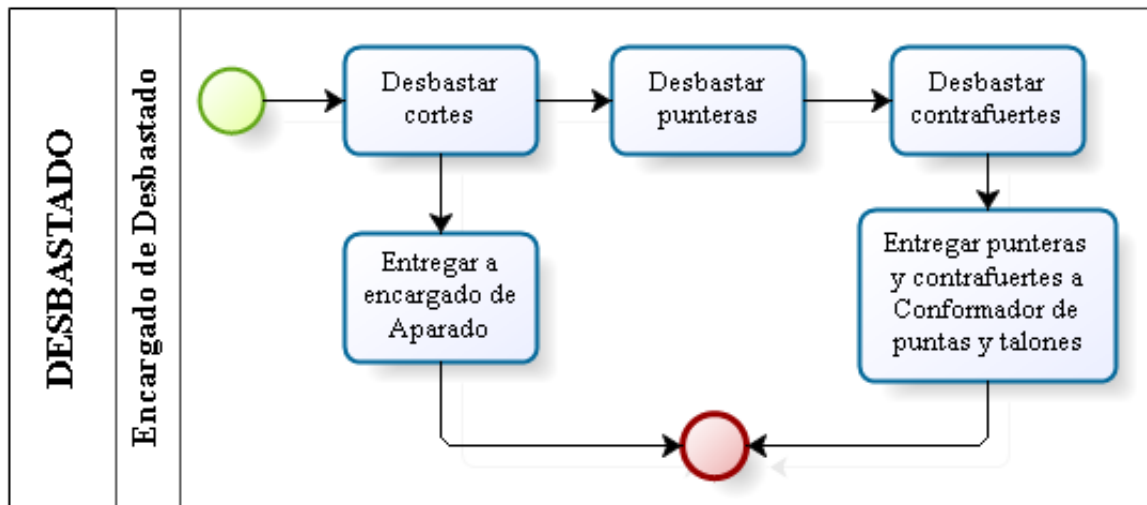 DESBASTADO
Encargado de Desbastado
Desbastar
cortes
Desbastar
punteras
Desbastar
contrafuertes
Entregar a
encargado de
Aparado
Entregar punteras
y contrafuertes a
Conformador de
puntas y talones